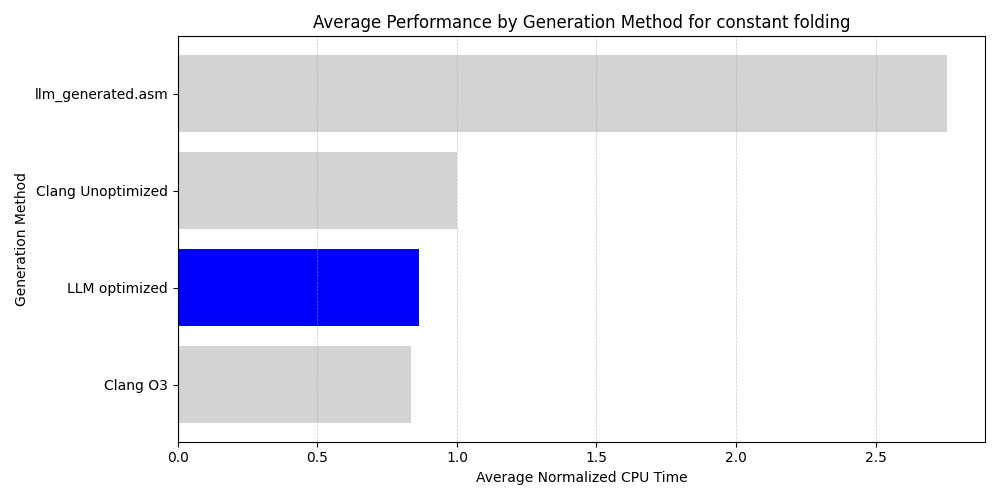 Average Performance by Generation Method for constant folding
Generation Method
llm_generated.asm
Clang Unoptimized
LLM optimized
Clang O3
0.0 0.5 1.0 1.5 2.0 2.5
Average Normalized CPU Time